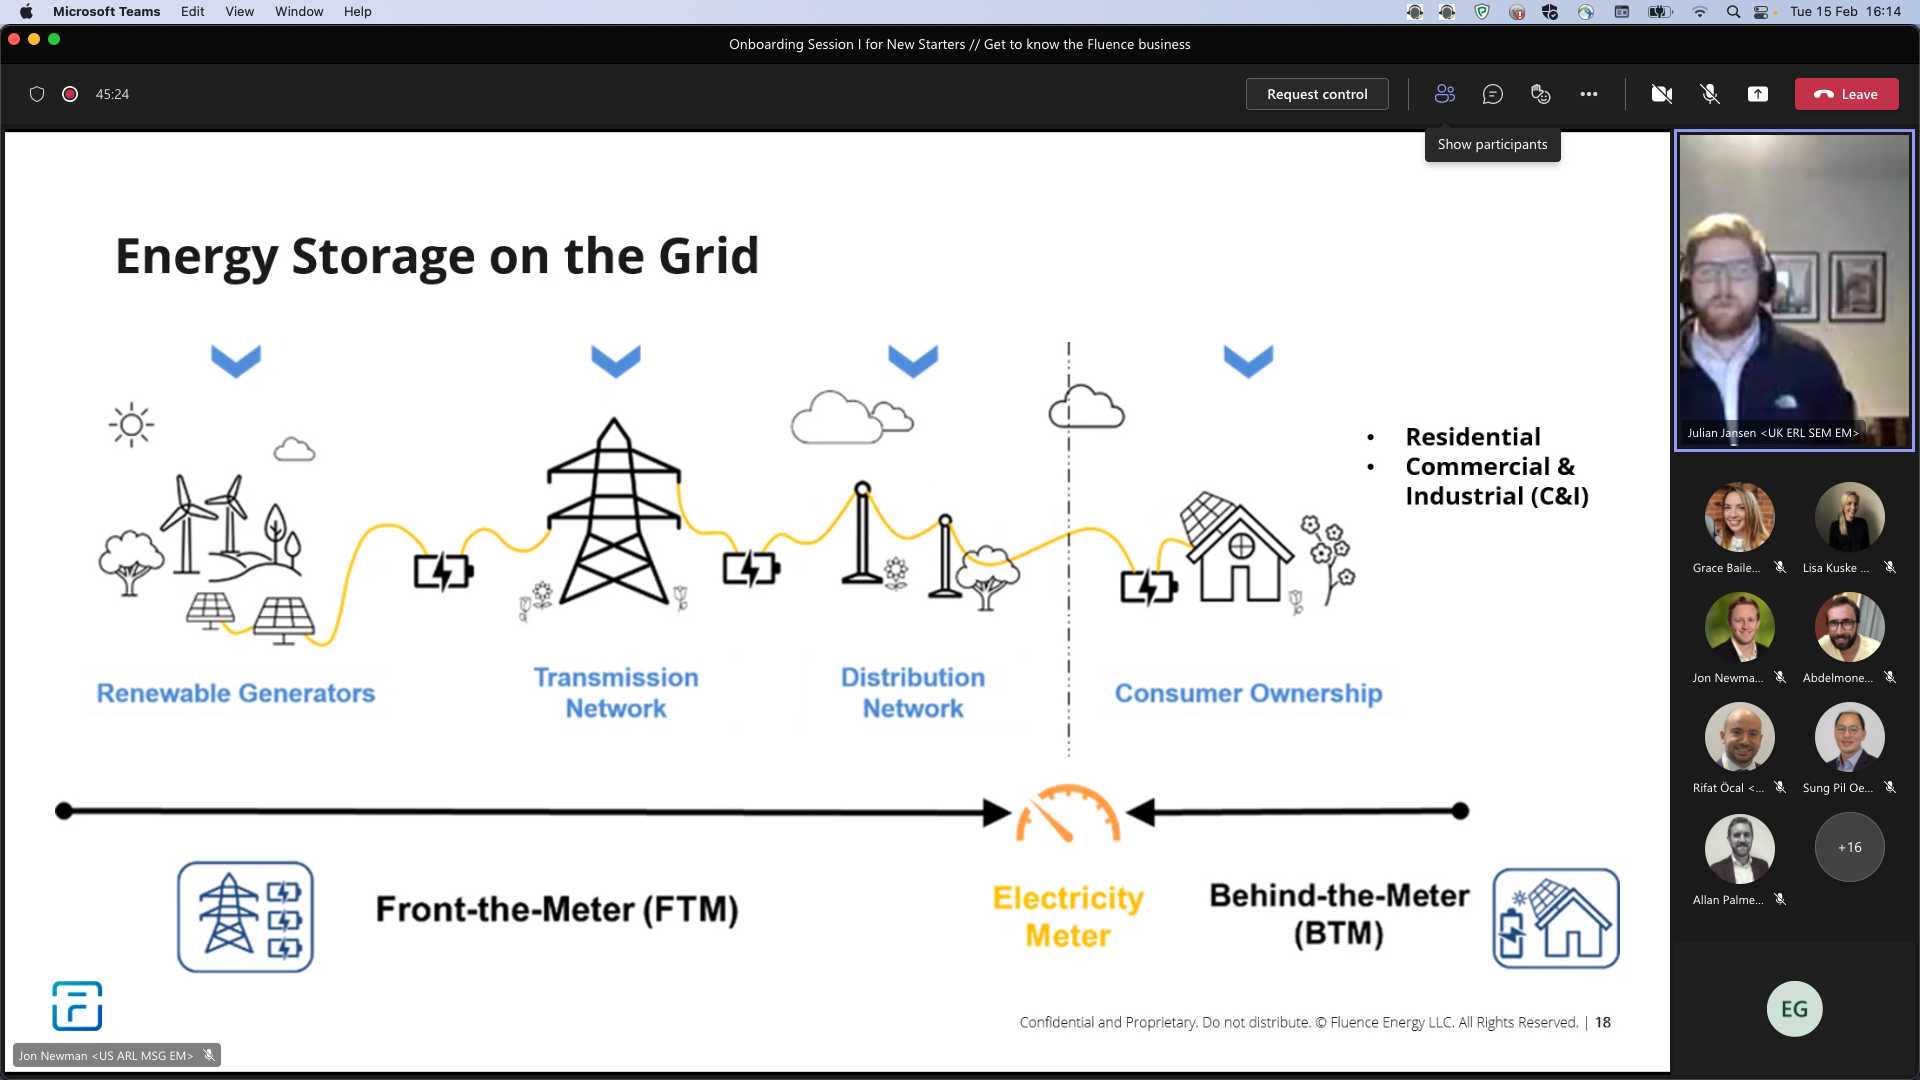 Microsoft Teams Edit View Window Help
Tue 15 Feb 16:14
Onboarding Session I for New Starters // Get to know the Fluence business
45:24
Request control
Leave
Show participants
Energy Storage on the Grid
• Residential
• Commercial &
Industrial (C&I)
Renewable Generators
Transmission
Network
Distribution
Network
Consumer Ownership
Front-the-Meter (FTM)
Electricity
Meter
Behind-the-Meter
(BTM)
Confidential and Proprietary. Do not distribute. © Fluence Energy LLC. All Rights Reserved. | 18
Jon Newman <US ARL MSG EM>
Julian Jansen <UK ERL SEM EM>
Grace Baile...
Lisa Kuske ...
Jon Newma...
Abdelmone...
Rifat Öcal <...
Sung Pil Oe...
Allan Palme...
+16
EG